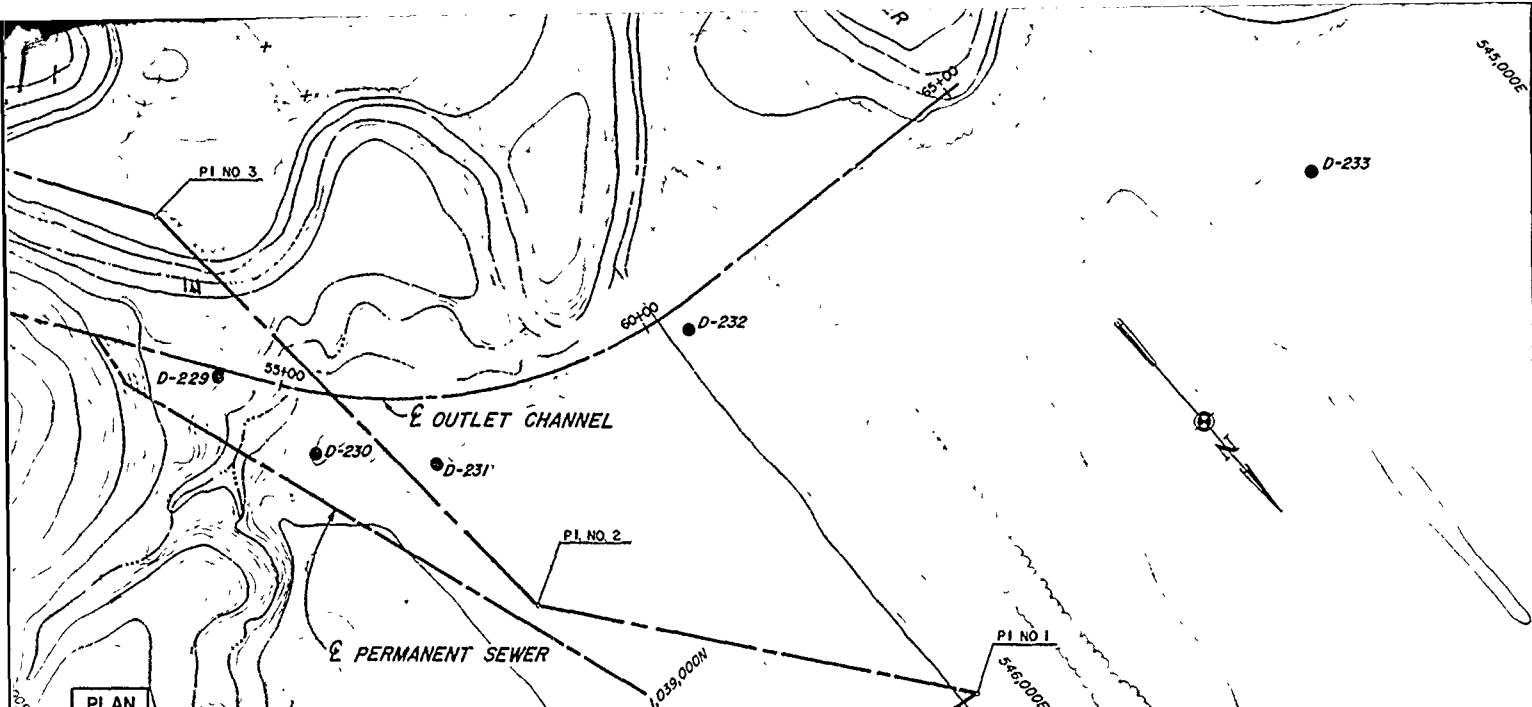 ER
65+00
545,000E
D-233
PI NO 3
60+00
D-232
D-229
55+00
℄ OUTLET CHANNEL
D-230
D-231
N
PI. NO. 2
℄ PERMANENT SEWER
1,039,000N
PI NO 1
546,000E
PLAN